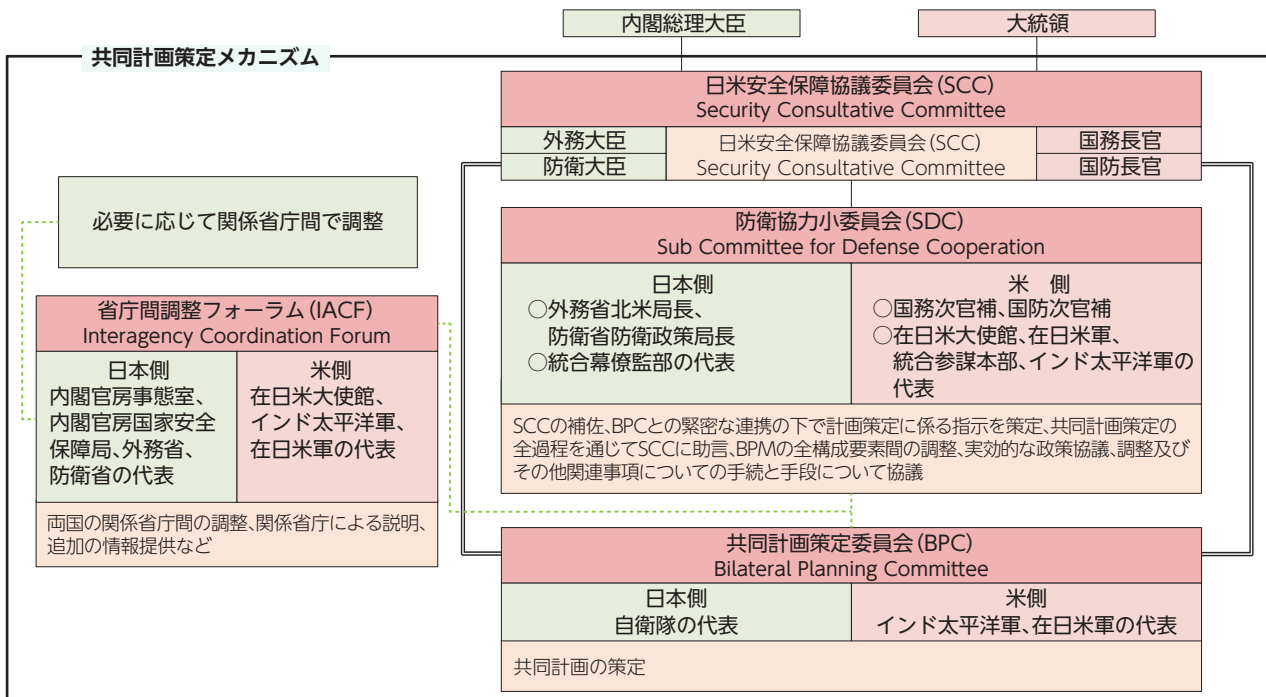 内閣総理大臣
大統領
共同計画策定メカニズム
日米安全保障協議委員会(SCC)
Security Consultative Committee
外務大臣
防衛大臣
日米安全保障協議委員会(SCC)
Security Consultative Committee
国務長官
国防長官
必要に応じて関係省庁間で調整
防衛協力小委員会(SDC)
Sub Committee for Defense Cooperation
日本側
○外務省北米局長、
防衛省防衛政策局長
○統合幕僚監部の代表
米 側
○国務次官補、国防次官補
○在日米大使館、在日米軍、
統合参謀本部、インド太平洋軍の
代表
SCCの補佐、BPCとの緊密な連携の下で計画策定に係る指示を策定、共同計画策定の
全過程を通じてSCCに助言、BPMの全構成要素間の調整、実効的な政策協議、調整及び
その他関連事項についての手続と手段について協議
省庁間調整フォーラム(IACF)
Interagency Coordination Forum
日本側
内閣官房事態室、
内閣官房国家安全
保障局、外務省、
防衛省の代表
米側
在日米大使館、
インド太平洋軍、
在日米軍の代表
両国の関係省庁間の調整、関係省庁による説明、
追加の情報提供など
共同計画策定委員会(BPC)
Bilateral Planning Committee
日本側
自衛隊の代表
米側
インド太平洋軍、在日米軍の代表
共同計画の策定